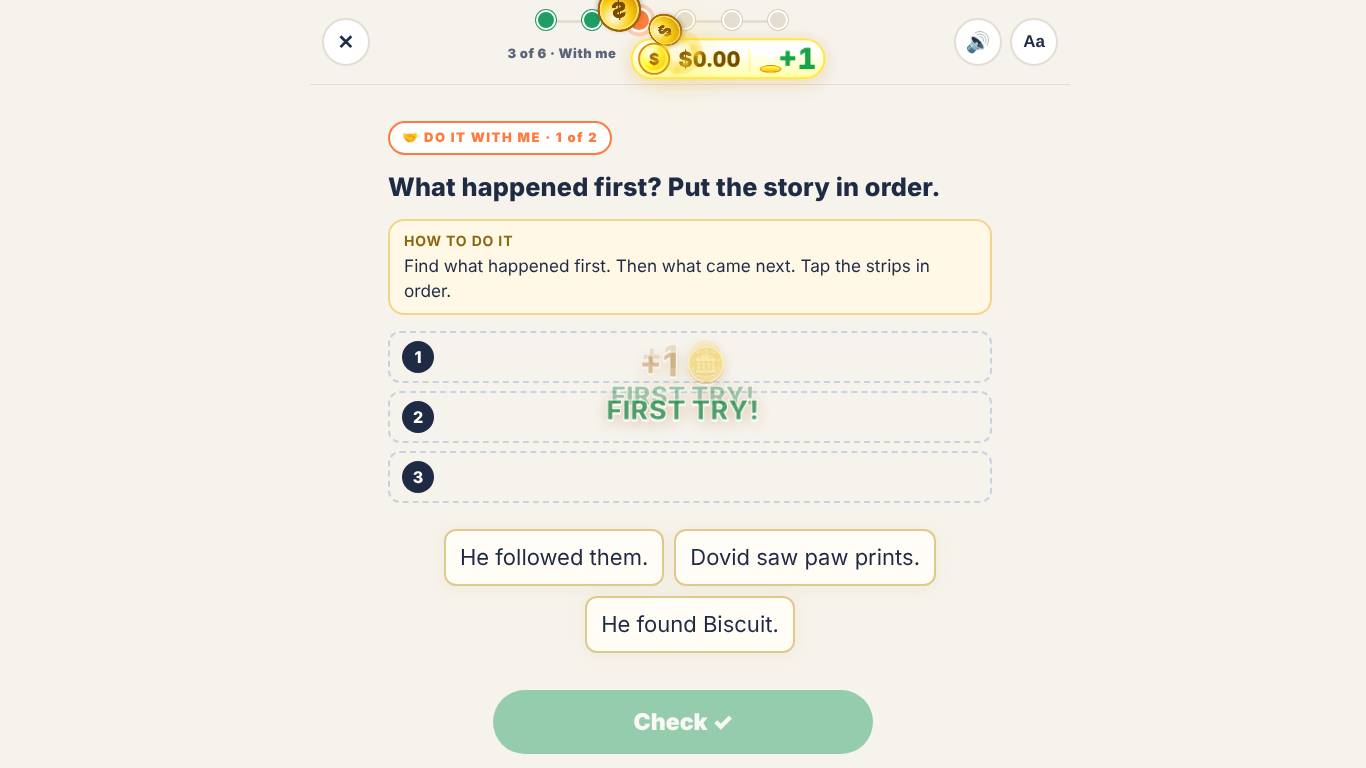 ✕
3 of 6 · With me
$0.00 +1
🔊 Aa
🤝 DO IT WITH ME · 1 of 2
What happened first? Put the story in order.
HOW TO DO IT
Find what happened first. Then what came next. Tap the strips in
order.
1
+1
FIRST TRY!
FIRST TRY!
2
3
He followed them.
Dovid saw paw prints.
He found Biscuit.
Check ✓